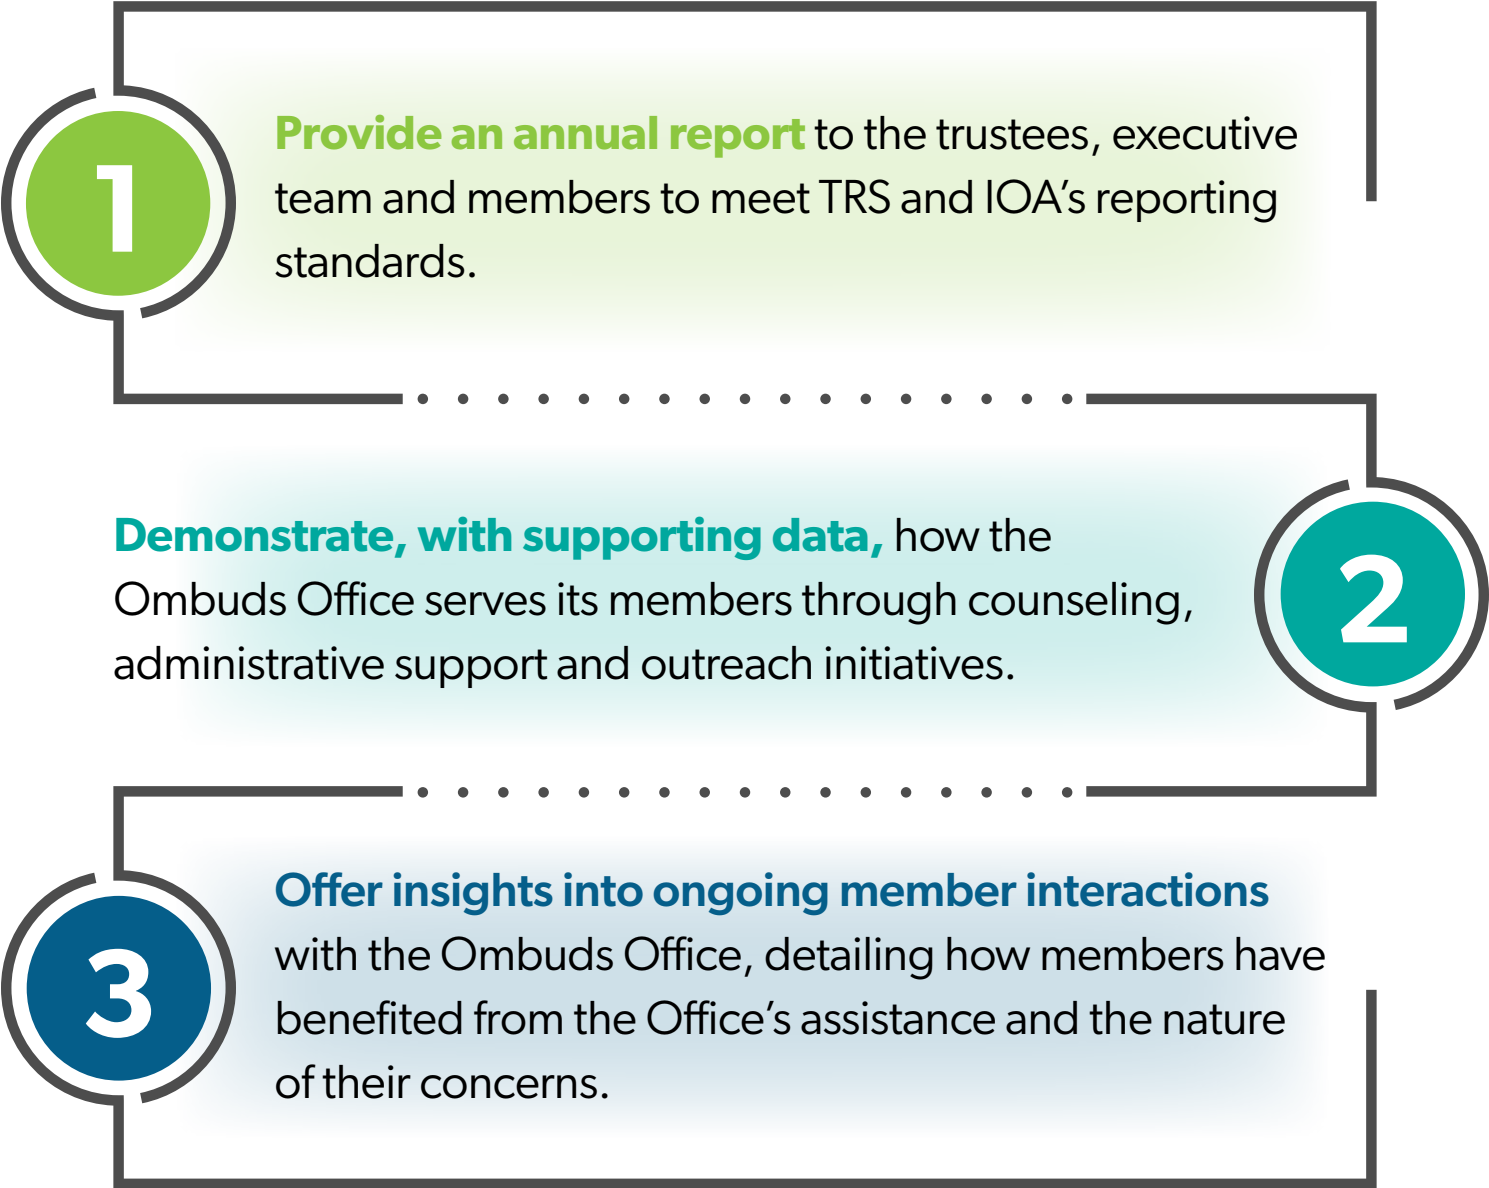 1
Provide an annual report to the trustees, executive
team and members to meet TRS and IOA’s reporting
standards.
Demonstrate, with supporting data, how the
Ombuds Office serves its members through counseling,
administrative support and outreach initiatives.
2
3
Offer insights into ongoing member interactions
with the Ombuds Office, detailing how members have
benefited from the Office’s assistance and the nature
of their concerns.